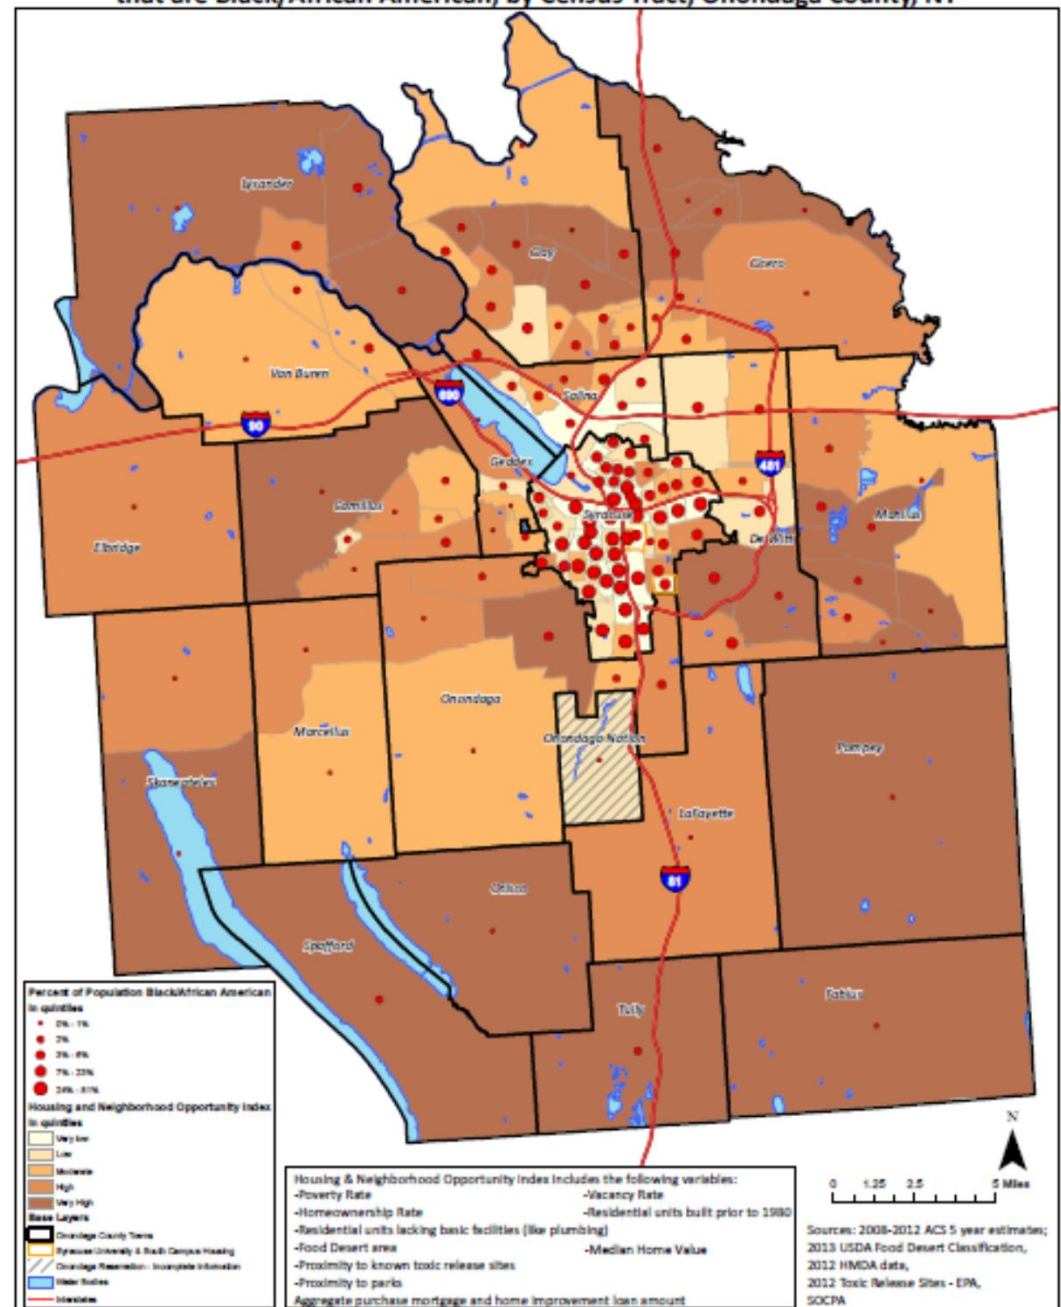 that are Black/African American, by Census Tract, Onondaga County, NY
Lysander
Clay
Cicero
Van Buren
690
Salina
90
Geddes
481
Camillus
Syracuse
Manlius
Elbridge
De Witt
Onondaga
Marcellus
Onondaga Nation
Pompey
Skaneateles
LaFayette
81
Otisco
Spafford
Fabius
Tully
Percent of Population Black/African American
In quintiles
0% - 1%
2%
3% - 6%
7% - 23%
24% - 81%
Housing and Neighborhood Opportunity Index
In quintiles
Very low
Low
Moderate
High
Very High
Base Layers
Onondaga County Towns
Syracuse University & South Campus Housing
Onondaga Reservation - Incomplete Information
Water Bodies
Interstates
Housing & Neighborhood Opportunity Index includes the following variables:
-Poverty Rate -Vacancy Rate
-Homeownership Rate -Residential units built prior to 1980
-Residential units lacking basic facilities (like plumbing)
-Food Desert area -Median Home Value
-Proximity to known toxic release sites
-Proximity to parks
Aggregate purchase mortgage and home improvement loan amount
N
0 1.25 2.5 5 Miles
Sources: 2008-2012 ACS 5 year estimates;
2013 USDA Food Desert Classification,
2012 HMDA data,
2012 Toxic Release Sites - EPA,
SOCPA